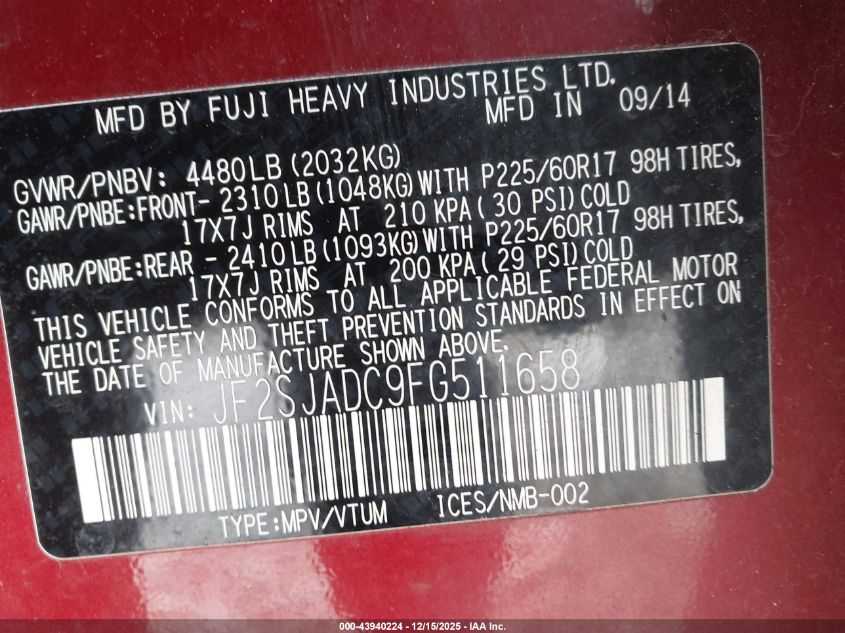 MFD BY FUJI HEAVY INDUSTRIES LTD.
MFD IN 09/14
GVWR/PNBV: 4480LB(2032KG)
GAWR/PNBE:FRONT- 2310LB(1048KG)WITH P225/60R17 98H TIRES,
17X7J RIMS AT 210 KPA( 30 PSI)COLD
GAWR/PNBE:REAR - 2410LB(1093KG)WITH P225/60R17 98H TIRES,
17X7J RIMS AT 200 KPA( 29 PSI)COLD
THIS VEHICLE CONFORMS TO ALL APPLICABLE FEDERAL MOTOR
VEHICLE SAFETY AND THEFT PREVENTION STANDARDS IN EFFECT ON
THE DATE OF MANUFACTURE SHOWN ABOVE.
VIN: JF2SJADC9FG511658
TYPE:MPV/VTUM ICES/NMB-002
000-43940224 - 12/15/2025 - IAA